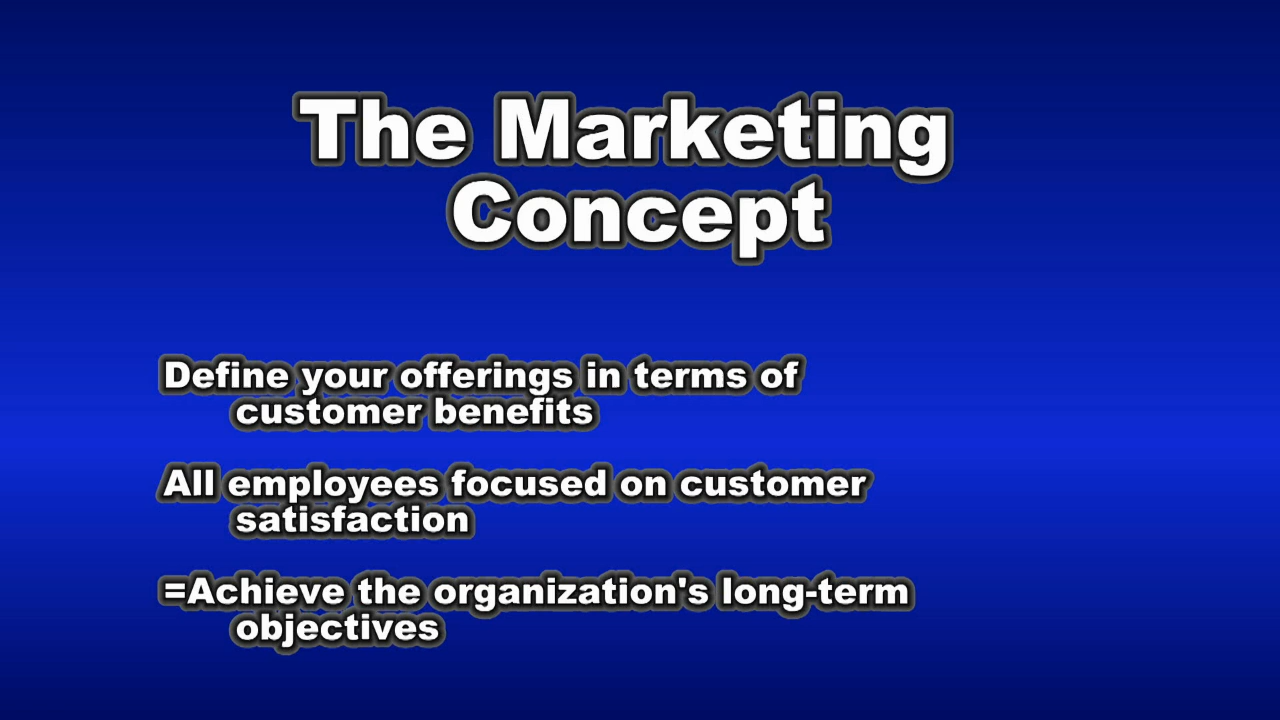 The Marketing
Concept
Define your offerings in terms of
customer benefits
All employees focused on customer
satisfaction
=Achieve the organization's long-term
objectives